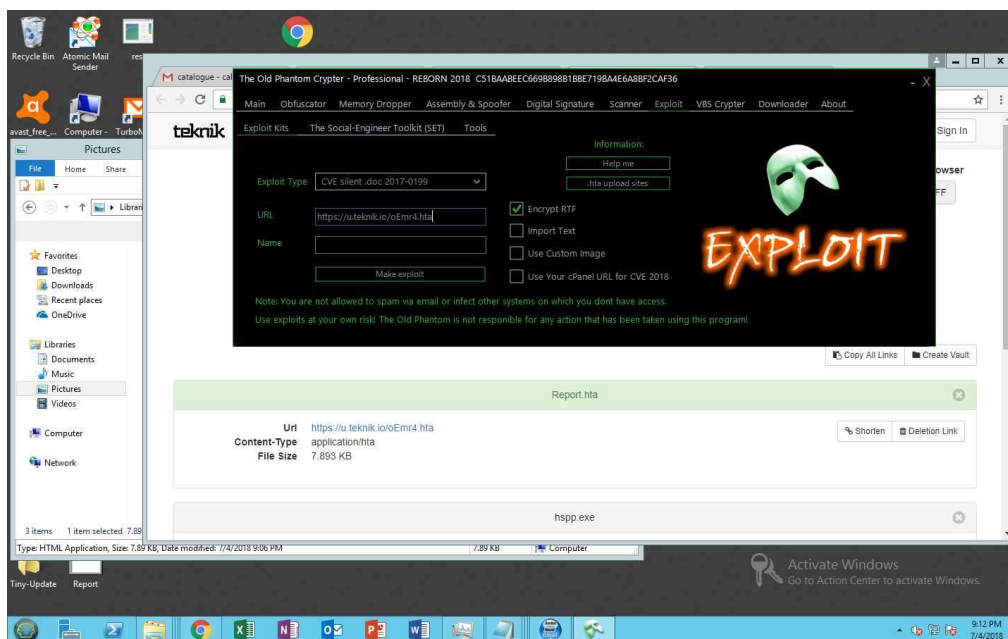 Recycle Bin
Atomic Mail Sender
avast_free_...
Computer -
Pictures
File Home Share
Favorites
Desktop
Downloads
Recent places
OneDrive
Libraries
Documents
Music
Pictures
Videos
Computer
Network
3 items 1 item selected 7.89
Type: HTML Application, Size: 7.89 KB, Date modified: 7/4/2018 9:06 PM
7.89 KB
Computer
Tiny-Update
Report
catalogue -
teknik
Sign In
The Old Phantom Crypter - Professional - REBORN 2018
Main Obfuscator Memory Dropper Assembly & Spoofer Digital Signature Scanner Exploit VBS Crypter Downloader About
Exploit Kits The Social-Engineer Toolkit (SET) Tools
Information:
Help me
.hta upload sites
Exploit Type CVE silent .doc 2017-0199
URL https://u.teknik.io/oEmr4.hta
Name
Make exploit
Encrypt RTF
Import Text
Use Custom Image
Use Your cPanel URL for CVE 2018
EXPLOIT
Note: You are not allowed to spam via email or infect other systems on which you dont have access.
Use exploits at your own risk! The Old Phantom is not responible for any action that has been taken using this program!
Copy All Links Create Vault
Report.hta
Url https://u.teknik.io/oEmr4.hta
Content-Type application/hta
File Size 7.893 KB
Shorten Deletion Link
hspp.exe
Activate Windows
Go to Action Center to activate Windows.
9:12 PM
7/4/2018